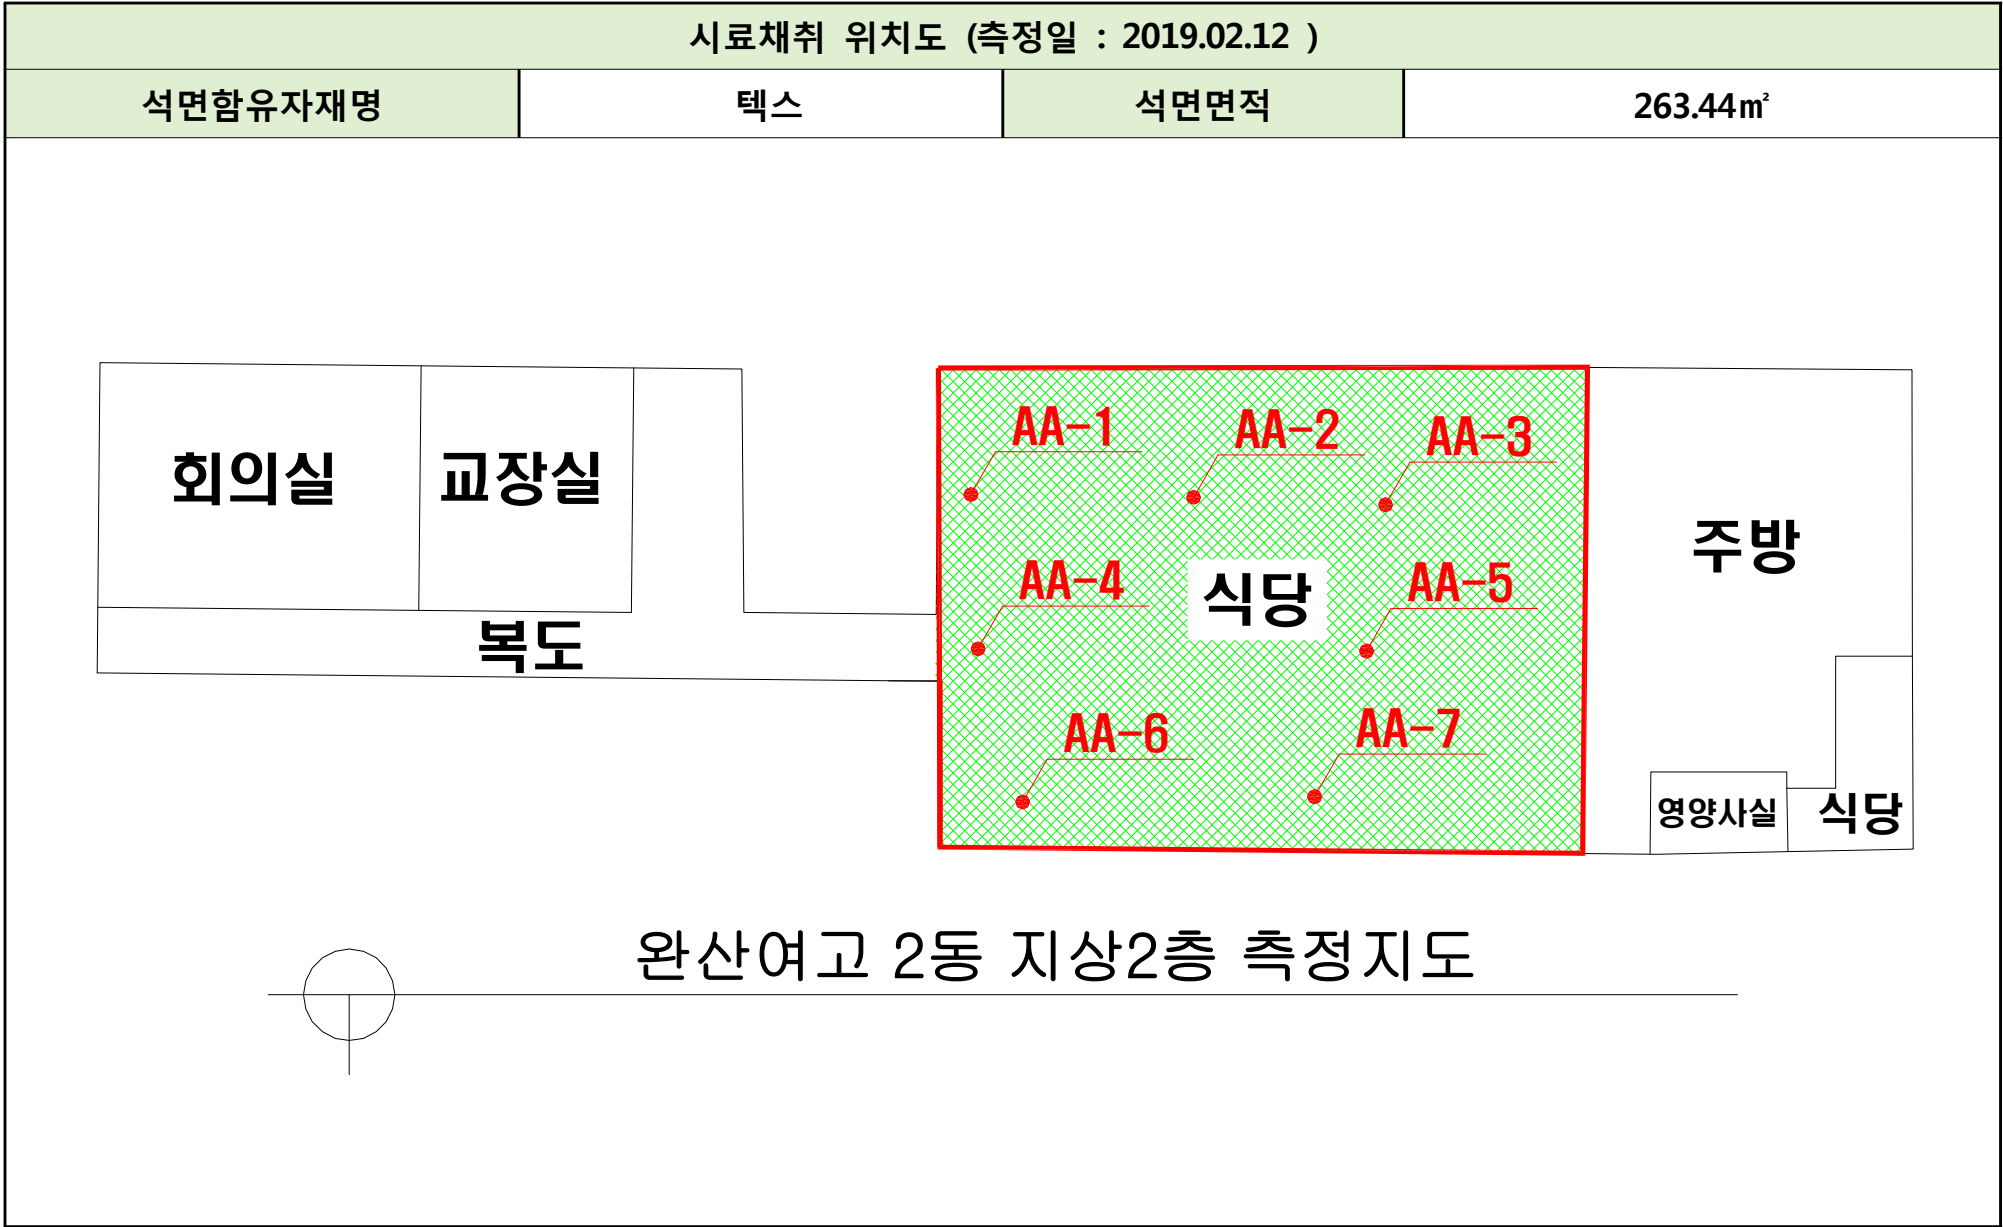 시료채취 위치도 (측정일 : 2019.02.12 )
석면함유자재명 텍스 석면면적 263.44㎡
AA-1 AA-2 AA-3
회의실 교장실
주방
AA-4 식당 AA-5
복도
AA-6 AA-7
영양사실 식당
완산여고 2동 지상2층 측정지도